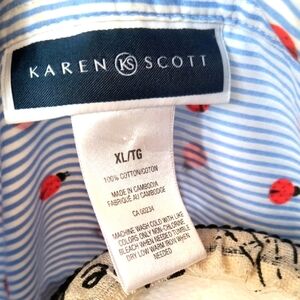 KAREN KS SCOTT
XL/TG
100% COTTON/COTON
MADE IN CAMBODIA
FABRIQUÉ AU CAMBODGE
CA 00234
MACHINE WASH COLD WITH LIKE
COLORS ONLY NON-CHLORINE
BLEACH WHEN NEEDED TUMBLE
DRY LOW WARM IRON WHEN
NEEDED